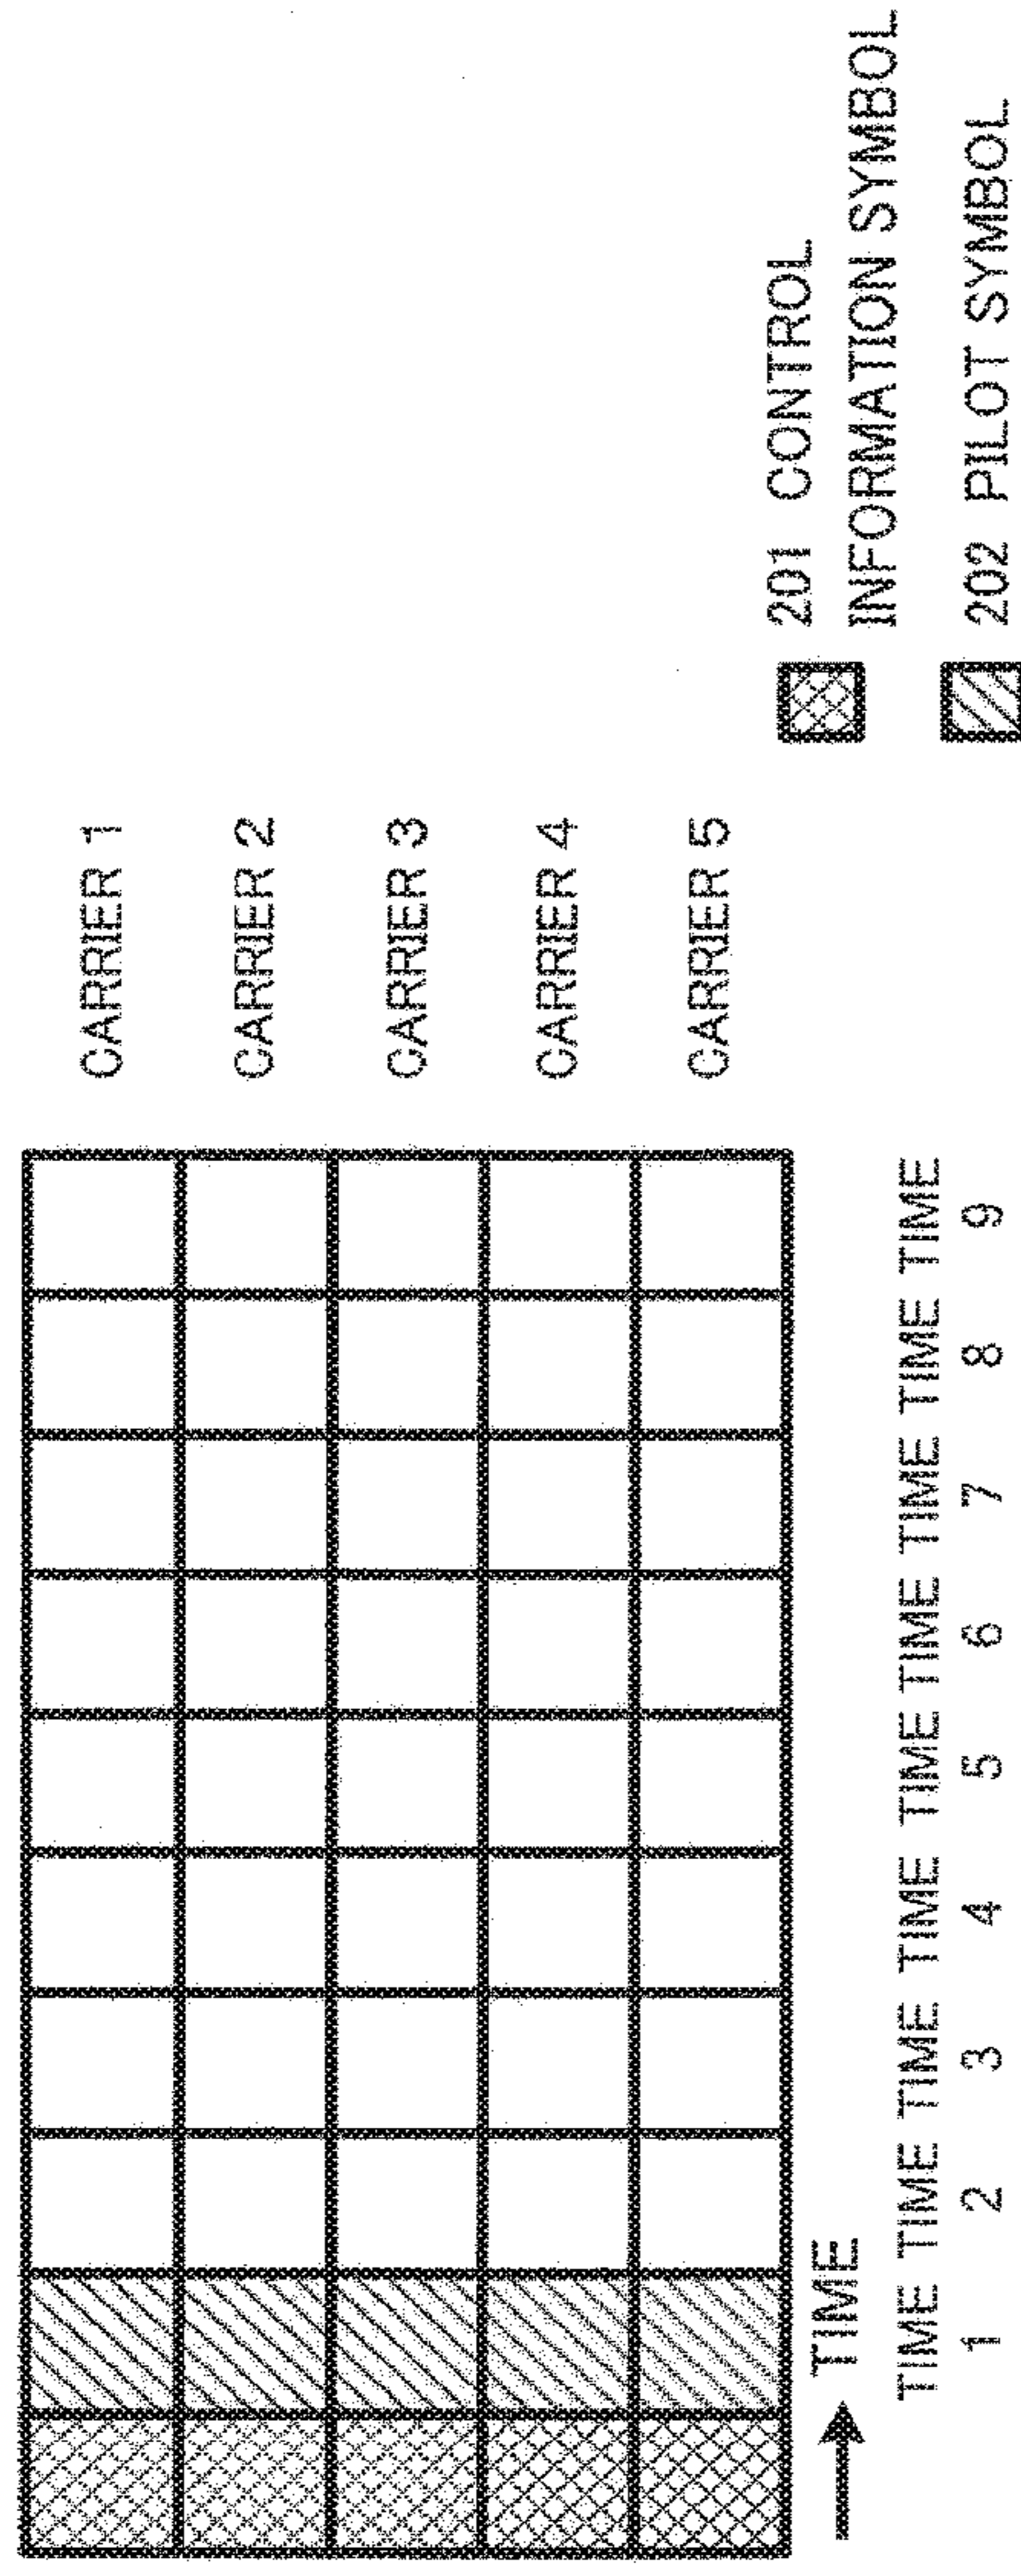 CARRIER 1
CARRIER 2
CARRIER 3
CARRIER 4
CARRIER 5
TIME
TIME TIME TIME TIME TIME TIME TIME TIME TIME
1 2 3 4 5 6 7 8 9
201 CONTROL
INFORMATION SYMBOL
202 PILOT SYMBOL